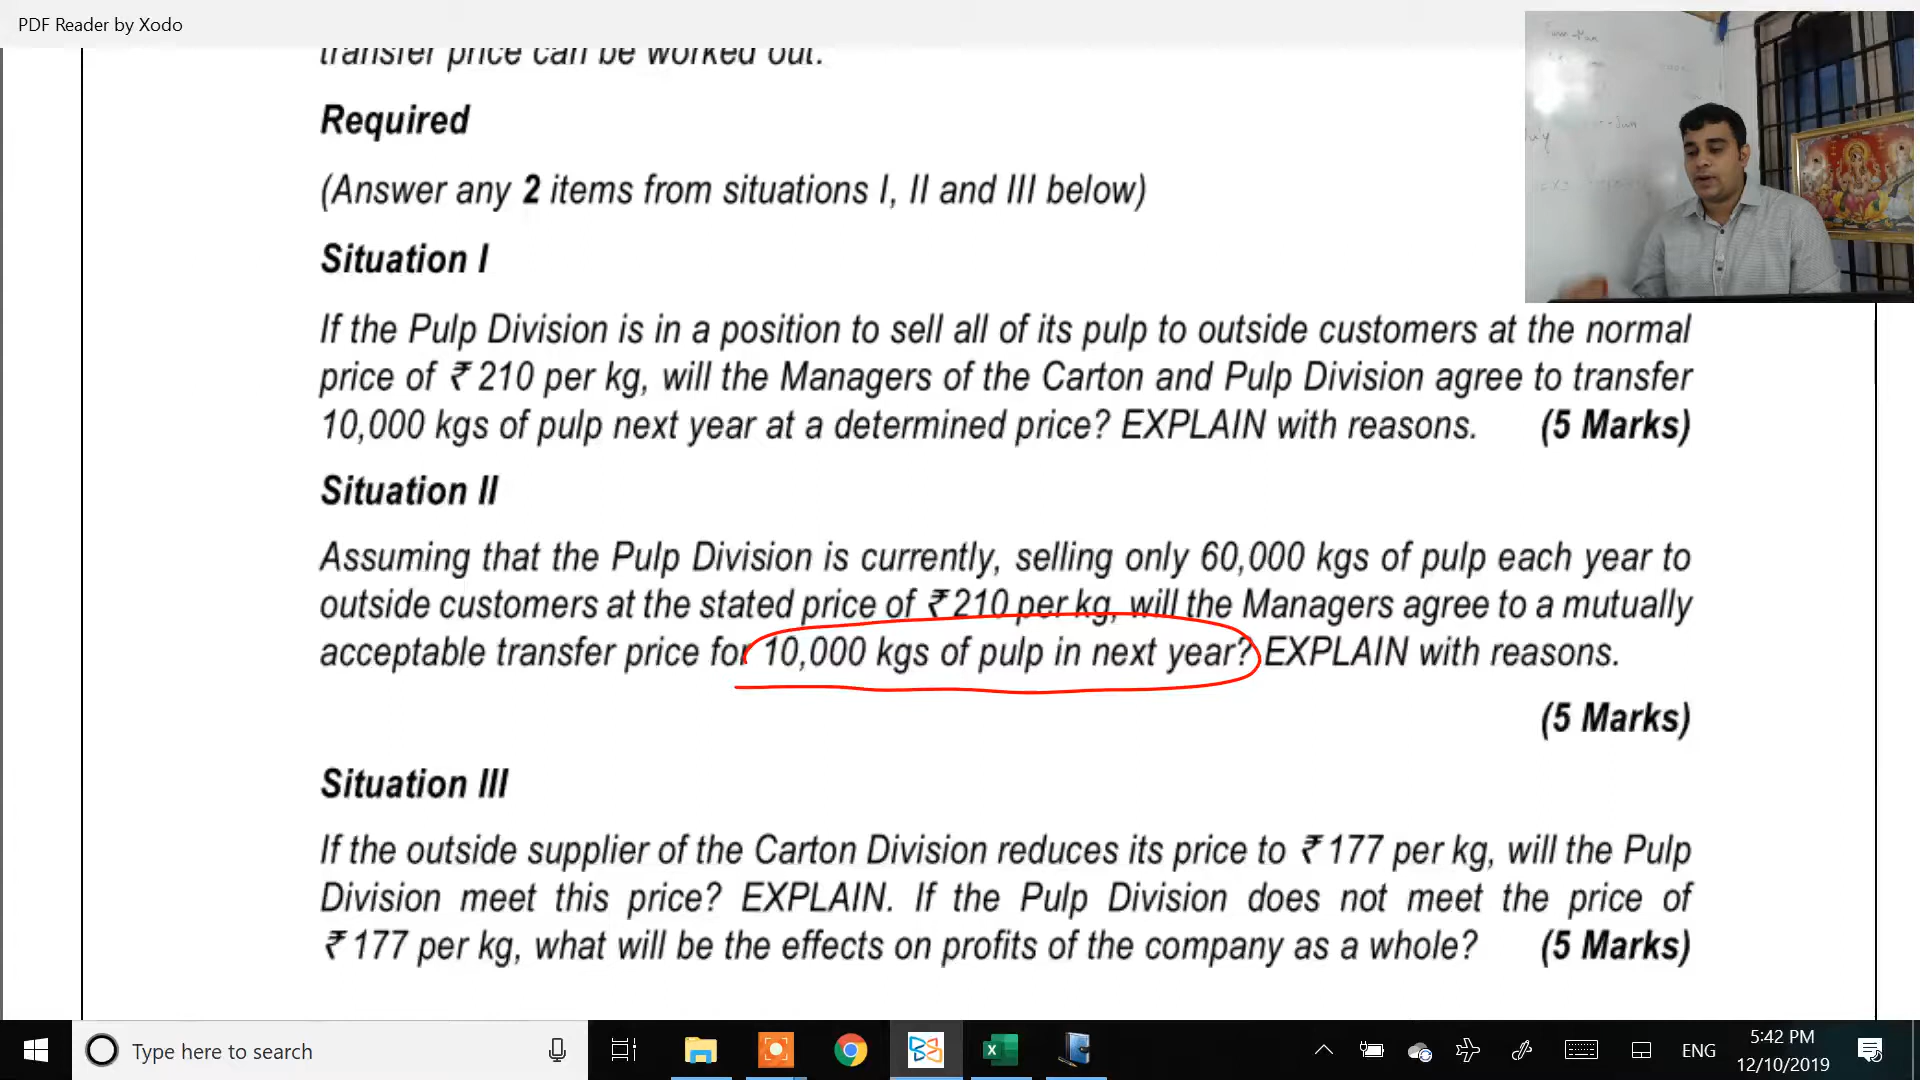 PDF Reader by Xodo
transfer price can be worked out.
Required
(Answer any 2 items from situations I, II and III below)
Situation I
If the Pulp Division is in a position to sell all of its pulp to outside customers at the normal
price of ₹ 210 per kg, will the Managers of the Carton and Pulp Division agree to transfer
10,000 kgs of pulp next year at a determined price? EXPLAIN with reasons. (5 Marks)
Situation II
Assuming that the Pulp Division is currently, selling only 60,000 kgs of pulp each year to
outside customers at the stated price of ₹ 210 per kg, will the Managers agree to a mutually
acceptable transfer price for 10,000 kgs of pulp in next year? EXPLAIN with reasons.
(5 Marks)
Situation III
If the outside supplier of the Carton Division reduces its price to ₹ 177 per kg, will the Pulp
Division meet this price? EXPLAIN. If the Pulp Division does not meet the price of
₹ 177 per kg, what will be the effects on profits of the company as a whole? (5 Marks)
Type here to search
ENG
5:42 PM
12/10/2019